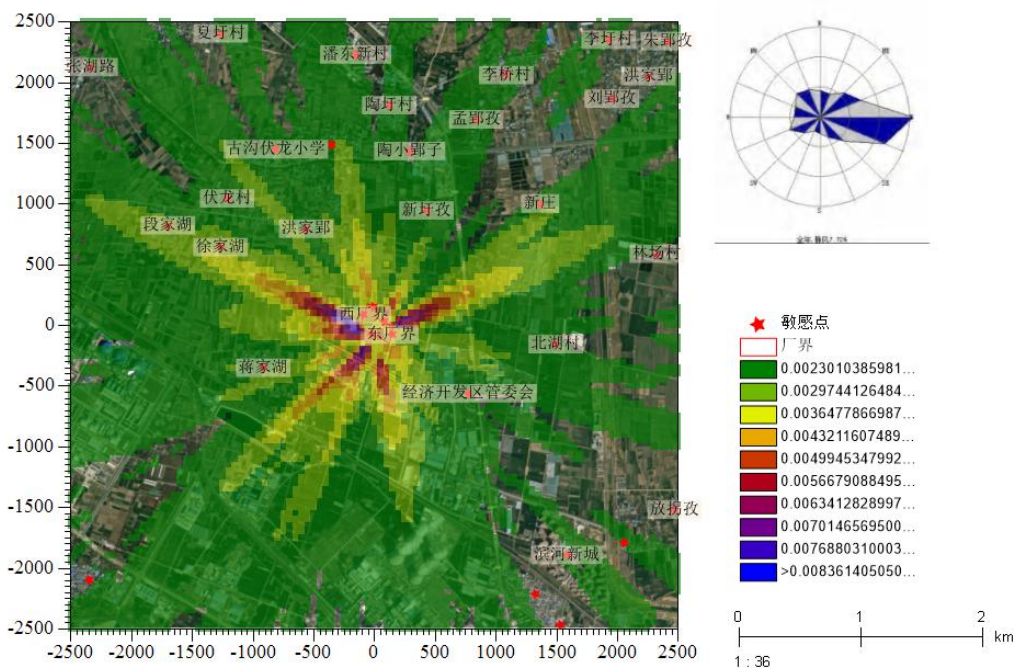 2500
2000
1500
1000
500
0
-500
-1000
-1500
-2000
-2500
-2500 -2000 -1500 -1000 -500 0 500 1000 1500 2000 2500
夏圩村
潘东新村
李圩村
朱郢孜
张湖路
李桥村
洪家郢
陶圩村
刘郢孜
孟郢孜
古沟伏龙小学
陶小郢子
伏龙村
新圩孜
新庄
段家湖
洪家郢
徐家湖
林场村
西厂界
东厂界
北湖村
蒋家湖
经济开发区管委会
放拐孜
滨河新城
N
W
E
S
敏感点
厂界
0.0023010385981...
0.0029744126484...
0.0036477866987...
0.0043211607489...
0.0049945347992...
0.0056679088495...
0.0063412828997...
0.0070146569500...
0.0076880310003...
>0.008361405050...
0 1 2
km
1 : 36